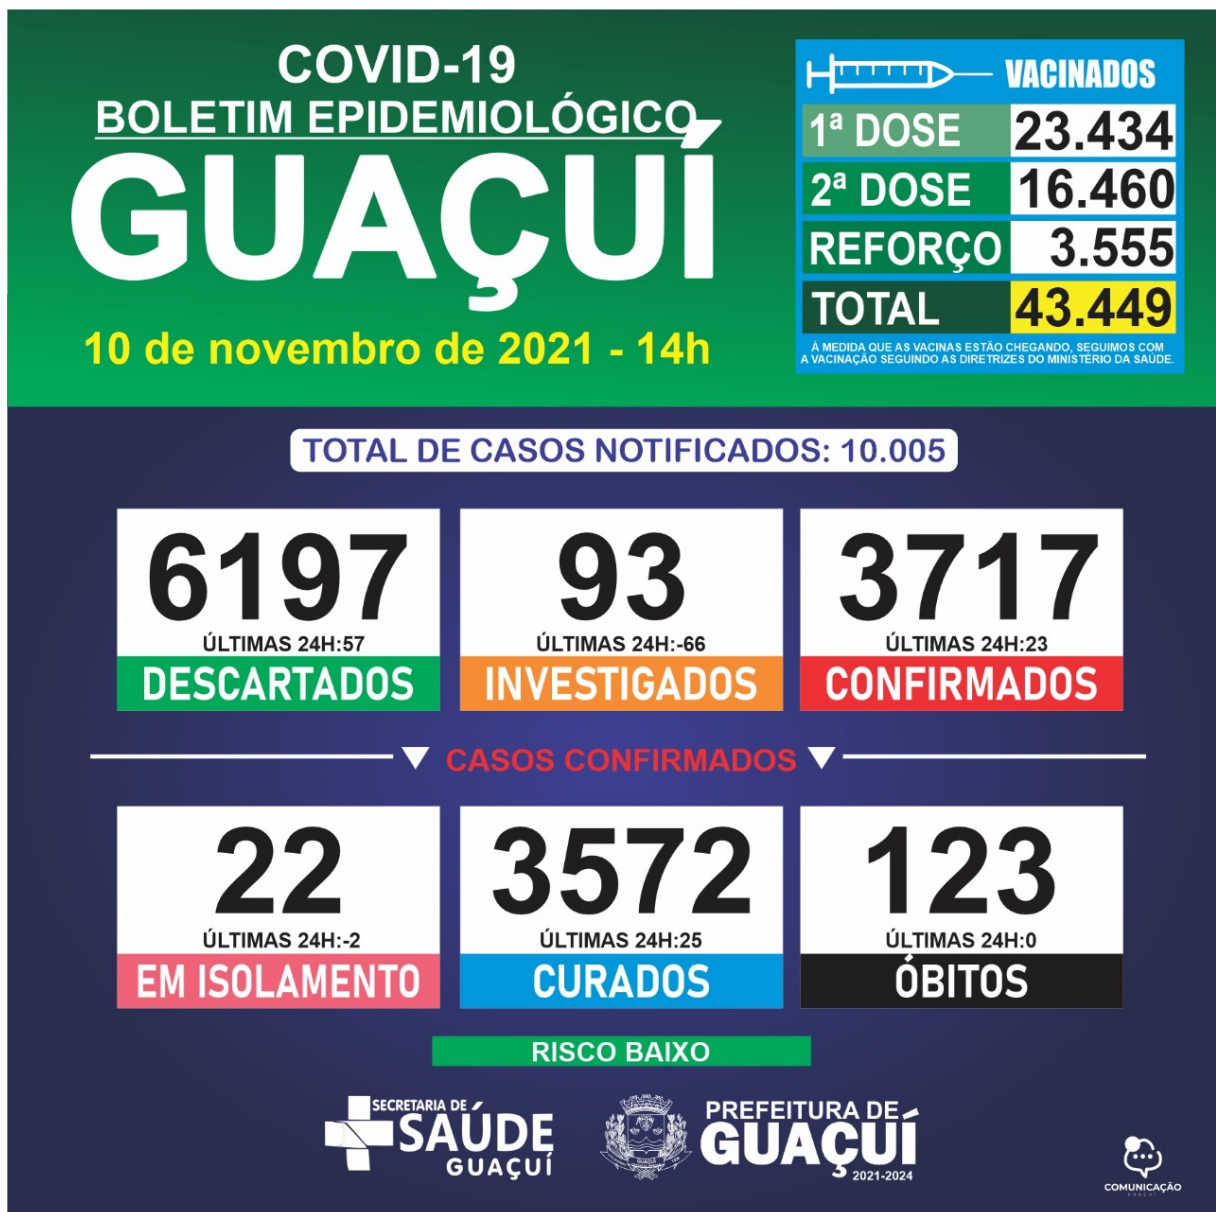 COVID-19
BOLETIM EPIDEMIOLÓGICO
GUAÇUÍ
10 de novembro de 2021 - 14h
VACINADOS
1ª DOSE 23.434
2ª DOSE 16.460
REFORÇO 3.555
TOTAL 43.449
À MEDIDA QUE AS VACINAS ESTÃO CHEGANDO, SEGUIMOS COM
A VACINAÇÃO SEGUINDO AS DIRETRIZES DO MINISTÉRIO DA SAÚDE.
TOTAL DE CASOS NOTIFICADOS: 10.005
6197
ÚLTIMAS 24H:57
DESCARTADOS
93
ÚLTIMAS 24H:-66
INVESTIGADOS
3717
ÚLTIMAS 24H:23
CONFIRMADOS
CASOS CONFIRMADOS
22
ÚLTIMAS 24H:-2
EM ISOLAMENTO
3572
ÚLTIMAS 24H:25
CURADOS
123
ÚLTIMAS 24H:0
ÓBITOS
RISCO BAIXO
SECRETARIA DE
SAÚDE
GUAÇUÍ
GUAÇUÍ
PREFEITURA DE
GUAÇUÍ
2021-2024
COMUNICAÇÃO
GUAÇUÍ